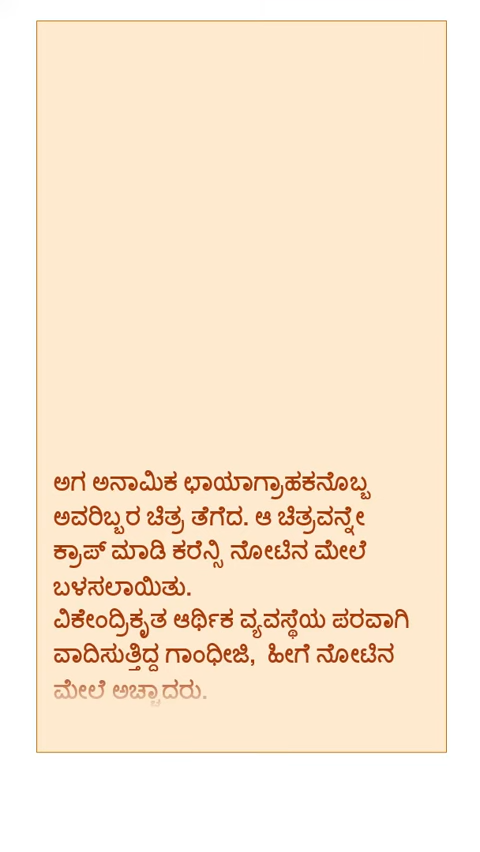 ಅಗ ಅನಾಮಿಕ ಛಾಯಾಗ್ರಾಹಕನೊಬ್ಬ
ಅವರಿಬ್ಬರ ಚಿತ್ರ ತೆಗೆದ. ಆ ಚಿತ್ರವನ್ನೇ
ಕ್ರಾಪ್ ಮಾಡಿ ಕರೆನ್ಸಿ ನೋಟಿನ ಮೇಲೆ
ಬಳಸಲಾಯಿತು.
ವಿಕೇಂದ್ರಿಕೃತ ಆರ್ಥಿಕ ವ್ಯವಸ್ಥೆಯ ಪರವಾಗಿ
ವಾದಿಸುತ್ತಿದ್ದ ಗಾಂಧೀಜಿ, ಹೀಗೆ ನೋಟಿನ
ಮೇಲೆ ಅಚ್ಚಾದರು.